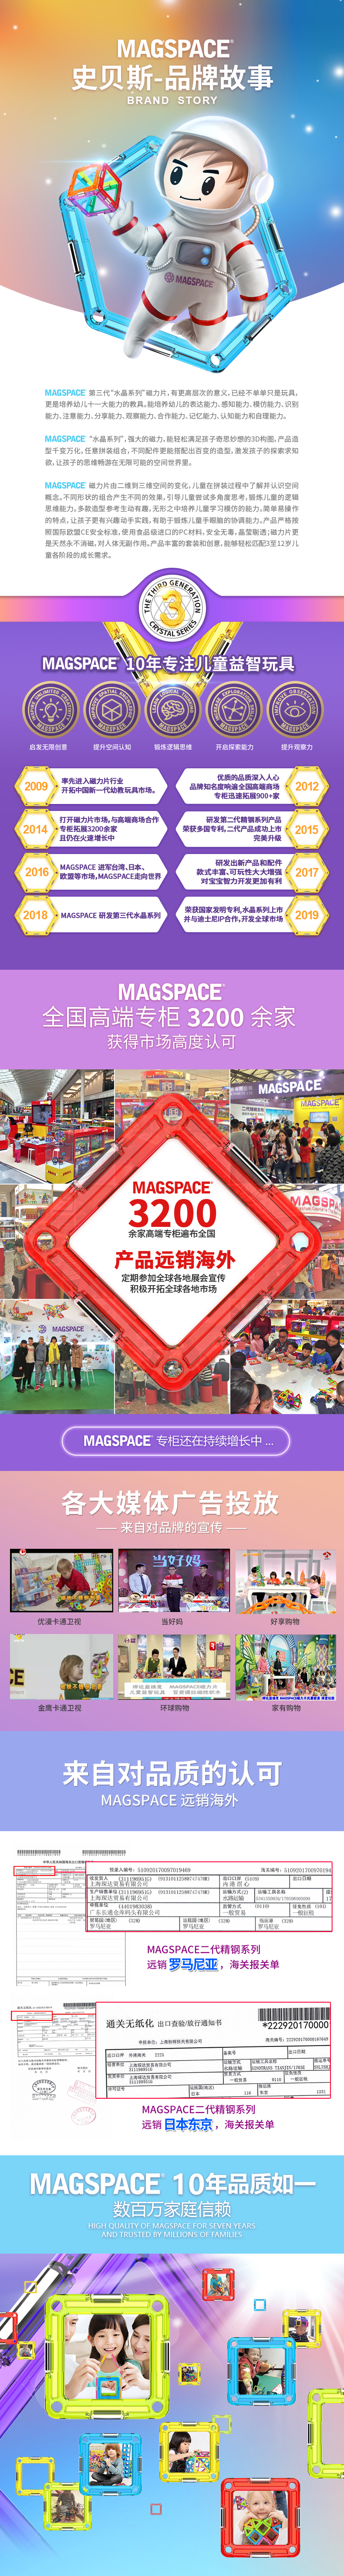 MAGSPACE®
史贝斯-品牌故事
BRAND STORY
MAGSPACE
MAGSPACE® 第三代"水晶系列"磁力片,有更高层次的意义,已经不单单只是玩具,
更是培养幼儿十一大能力的教具。能培养幼儿的表达能力、感知能力、模仿能力、识别
能力、注意能力、分享能力、观察能力、合作能力、记忆能力、认知能力和自理能力。
MAGSPACE® "水晶系列",强大的磁力,能轻松满足孩子奇思妙想的3D构图。产品造
型千变万化,任意拼装组合,不同配件更能搭配出百变的造型,激发孩子的探索求知
欲,让孩子的思维畅游在无限可能的空间世界里。
MAGSPACE® 磁力片由二维到三维空间的变化,儿童在拼装过程中了解并认识空间
概念。不同形状的组合产生不同的效果,引导儿童尝试多角度思考,锻炼儿童的逻辑
思维能力。多款造型参考生动有趣,无形之中培养儿童学习模仿的能力。简单易操作
的特点,让孩子更有兴趣动手实践,有助于锻炼儿童手眼脑的协调能力。产品严格按
照国际欧盟CE安全标准,使用食品级进口的PC材料,安全无毒,晶莹剔透;磁力片更
是天然永不消磁,对人体无副作用。产品丰富的套装和创意,能够轻松匹配3至12岁儿
童各阶段的成长需求。
THE THIRD GENERATION
3
CRYSTAL SERIES
MAGSPACE® 10年专注儿童益智玩具
启发无限创意
提升空间认知
锻炼逻辑思维
开启探索能力
提升观察力
2009
率先进入磁力片行业
开拓中国新一代幼教玩具市场。
优质的品质深入人心
品牌知名度响遍全国高端商场
专柜迅速拓展900+家
2012
2014
打开磁力片市场,与高端商场合作
专柜拓展3200余家
且仍在火速增长中
研发第二代精钢系列产品
荣获多国专利,二代产品成功上市
完美升级
2015
2016
MAGSPACE 进军台湾、日本、
欧盟等市场,MAGSPACE走向世界
研发出新产品和配件
款式丰富、可玩性大大增强
对宝宝智力开发更加有利
2017
2018
MAGSPACE 研发第三代水晶系列
荣获国家发明专利,水晶系列上市
并与迪士尼IP合作,开发全球市场
2019
MAGSPACE®
全国高端专柜 3200 余家
获得市场高度认可
MAGSPACE
MAGSPACE
MAGSPACE®
3200
余家高端专柜遍布全国
产品远销海外
定期参加全球各地展会宣传
积极开拓全球各地市场
MAGSPACE
MAGSPACE® 专柜还在持续增长中 ...
各大媒体广告投放
— 来自对品牌的宣传 —
当好妈
优漫卡通卫视
当好妈
好享购物
金鹰卡通卫视
环球购物
家有购物
来自对品质的认可
MAGSPACE 远销海外
MAGSPACE二代精钢系列
远销 罗马尼亚 , 海关报关单
通关无纸化 出口查验/放行通知书
*222920170000
MAGSPACE二代精钢系列
远销 日本东京 , 海关报关单
MAGSPACE® 10年品质如一
数百万家庭信赖
HIGH QUALITY OF MAGSPACE FOR SEVEN YEARS
AND TRUSTED BY MILLIONS OF FAMILIES